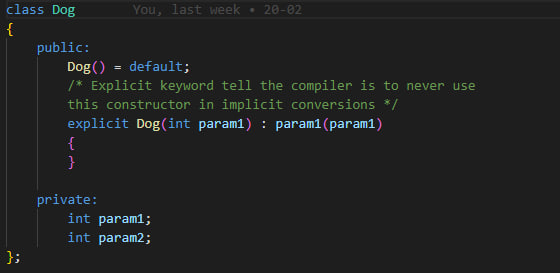 class Dog You, last week • 20-02
{
public:
Dog() = default;
/* Explicit keyword tell the compiler is to never use
this constructor in implicit conversions */
explicit Dog(int param1) : param1(param1)
{
}
private:
int param1;
int param2;
};